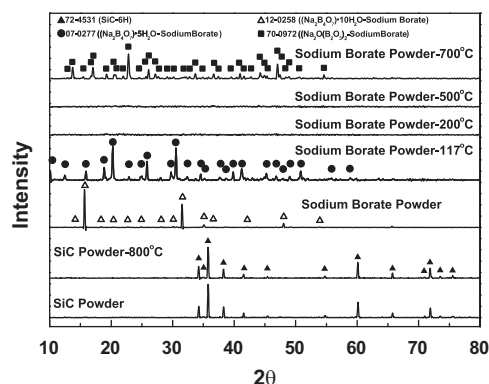 ▲72-4531 (SiC-6H)
△12-0258 ((Na₂B₄O₇)•10H₂O-Sodium Borate)
●07-0277 ((Na₂B₄O₇)•5H₂O-SodiumBorate)
■ 70-0972 ((Na₂O(B₂O₃)₂-SodiumBorate)
Sodium Borate Powder-700°C
Sodium Borate Powder-500°C
Sodium Borate Powder-200°C
Sodium Borate Powder-117°C
Sodium Borate Powder
SiC Powder-800°C
SiC Powder
Intensity
10 20 30 40 50 60 70 80
2θ